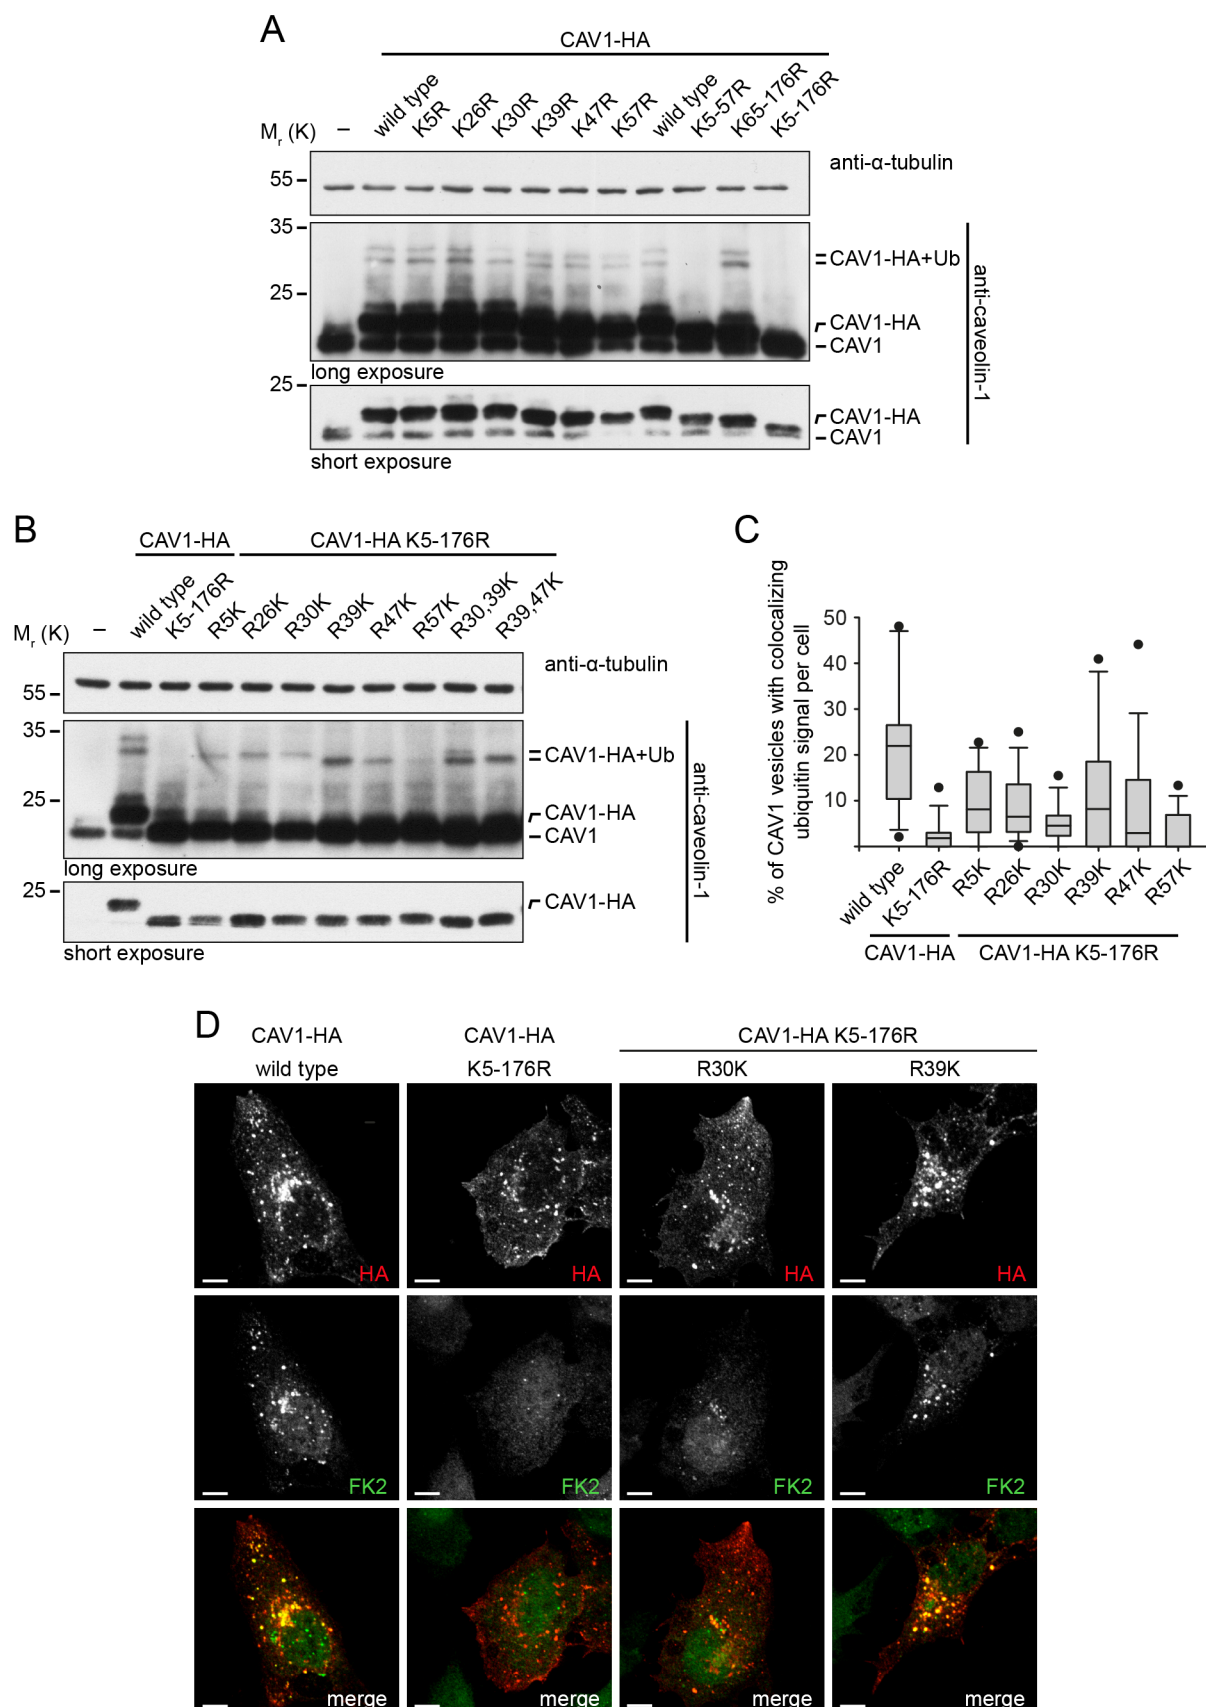 A
CAV1-HA
Mr (K)
–
wild type
K5R
K26R
K30R
K39R
K47R
K57R
wild type
K5-57R
K65-176R
K5-176R
55
anti-α-tubulin
35
CAV1-HA+Ub
25
CAV1-HA
CAV1
long exposure
25
CAV1-HA
CAV1
short exposure
anti-caveolin-1
B
CAV1-HA
CAV1-HA K5-176R
Mr (K)
–
wild type
K5-176R
R5K
R26K
R30K
R39K
R47K
R57K
R30,39K
R39,47K
55
anti-α-tubulin
35
CAV1-HA+Ub
25
CAV1-HA
CAV1
long exposure
25
CAV1-HA
short exposure
anti-caveolin-1
C
% of CAV1 vesicles with colocalizing
ubiquitin signal per cell
50
40
30
20
10
wild type
K5-176R
R5K
R26K
R30K
R39K
R47K
R57K
CAV1-HA
CAV1-HA K5-176R
D
CAV1-HA
wild type
CAV1-HA
K5-176R
CAV1-HA K5-176R
R30K
R39K
HA
HA
HA
HA
FK2
FK2
FK2
FK2
merge
merge
merge
merge